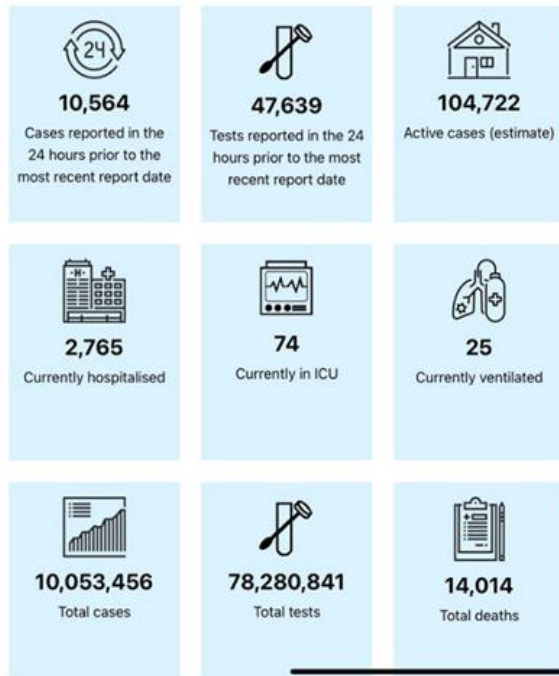 24
10,564
Cases reported in the
24 hours prior to the
most recent report date
47,639
Tests reported in the 24
hours prior to the most
recent report date
104,722
Active cases (estimate)
H
2,765
Currently hospitalised
74
Currently in ICU
25
Currently ventilated
10,053,456
Total cases
78,280,841
Total tests
14,014
Total deaths